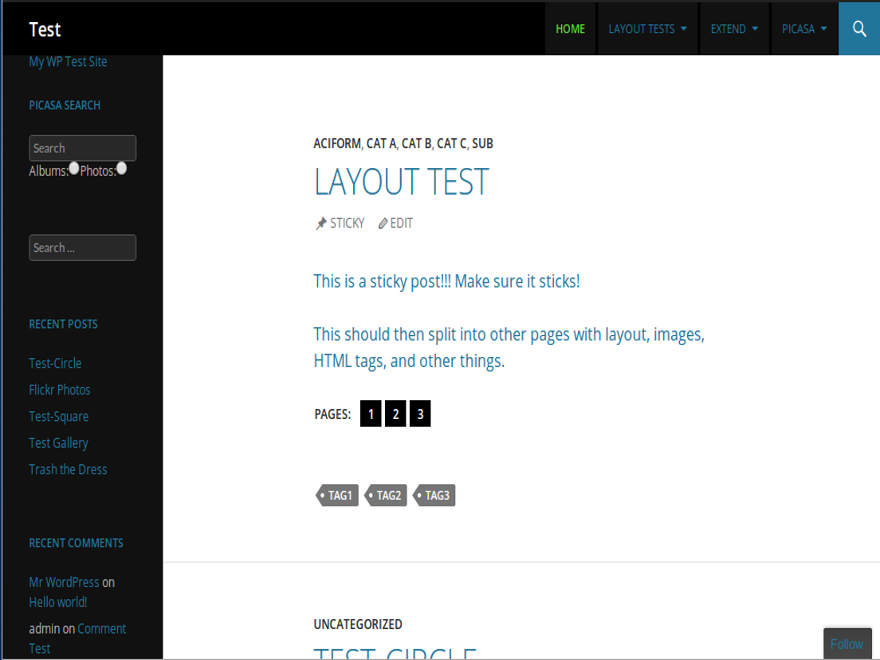 Test
HOME LAYOUT TESTS EXTEND PICASA
My WP Test Site
PICASA SEARCH
Search
Albums: Photos:
Search ...
RECENT POSTS
Test-Circle
Flickr Photos
Test-Square
Test Gallery
Trash the Dress
RECENT COMMENTS
Mr WordPress on
Hello world!
admin on Comment
Test
ACIFORM, CAT A, CAT B, CAT C, SUB
LAYOUT TEST
STICKY EDIT
This is a sticky post!!! Make sure it sticks!
This should then split into other pages with layout, images,
HTML tags, and other things.
PAGES: 1 2 3
TAG1 TAG2 TAG3
UNCATEGORIZED
TEST-CIRCLE
Follow